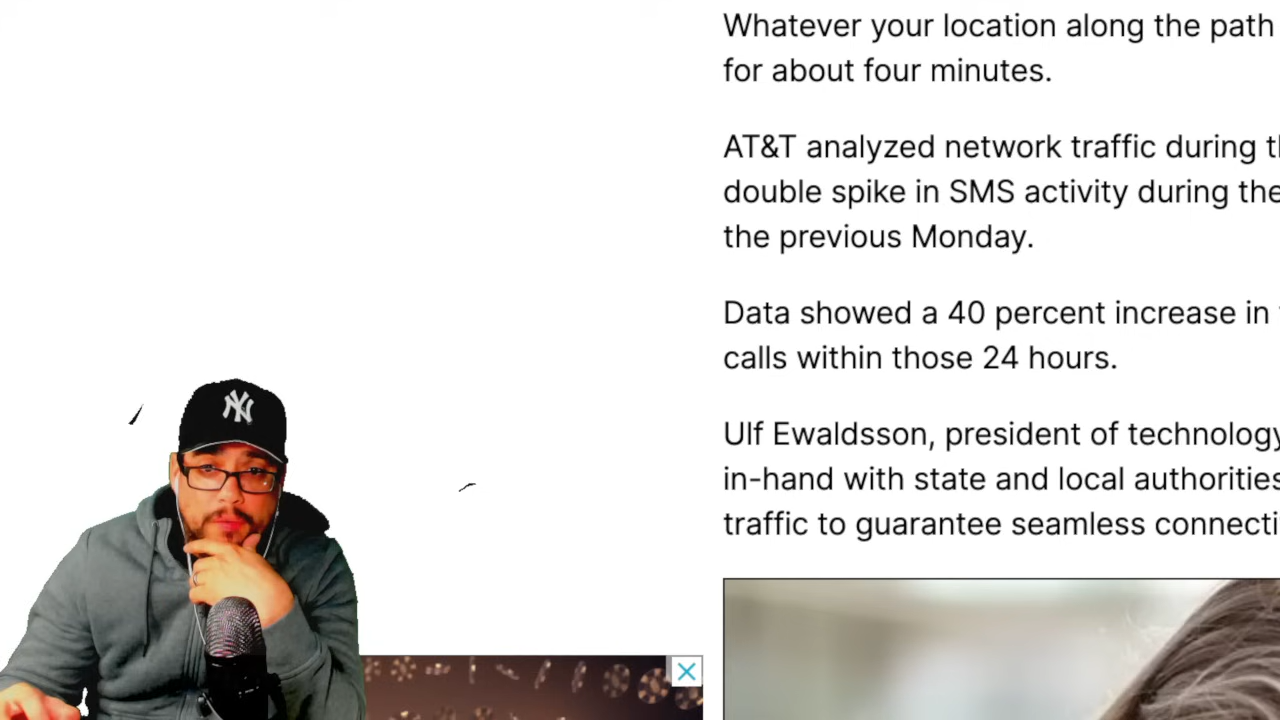 Whatever your location along the path
for about four minutes.
AT&T analyzed network traffic during
double spike in SMS activity during the
the previous Monday.
Data showed a 40 percent increase in
calls within those 24 hours.
Ulf Ewaldsson, president of technology
in-hand with state and local authorities
traffic to guarantee seamless
NY